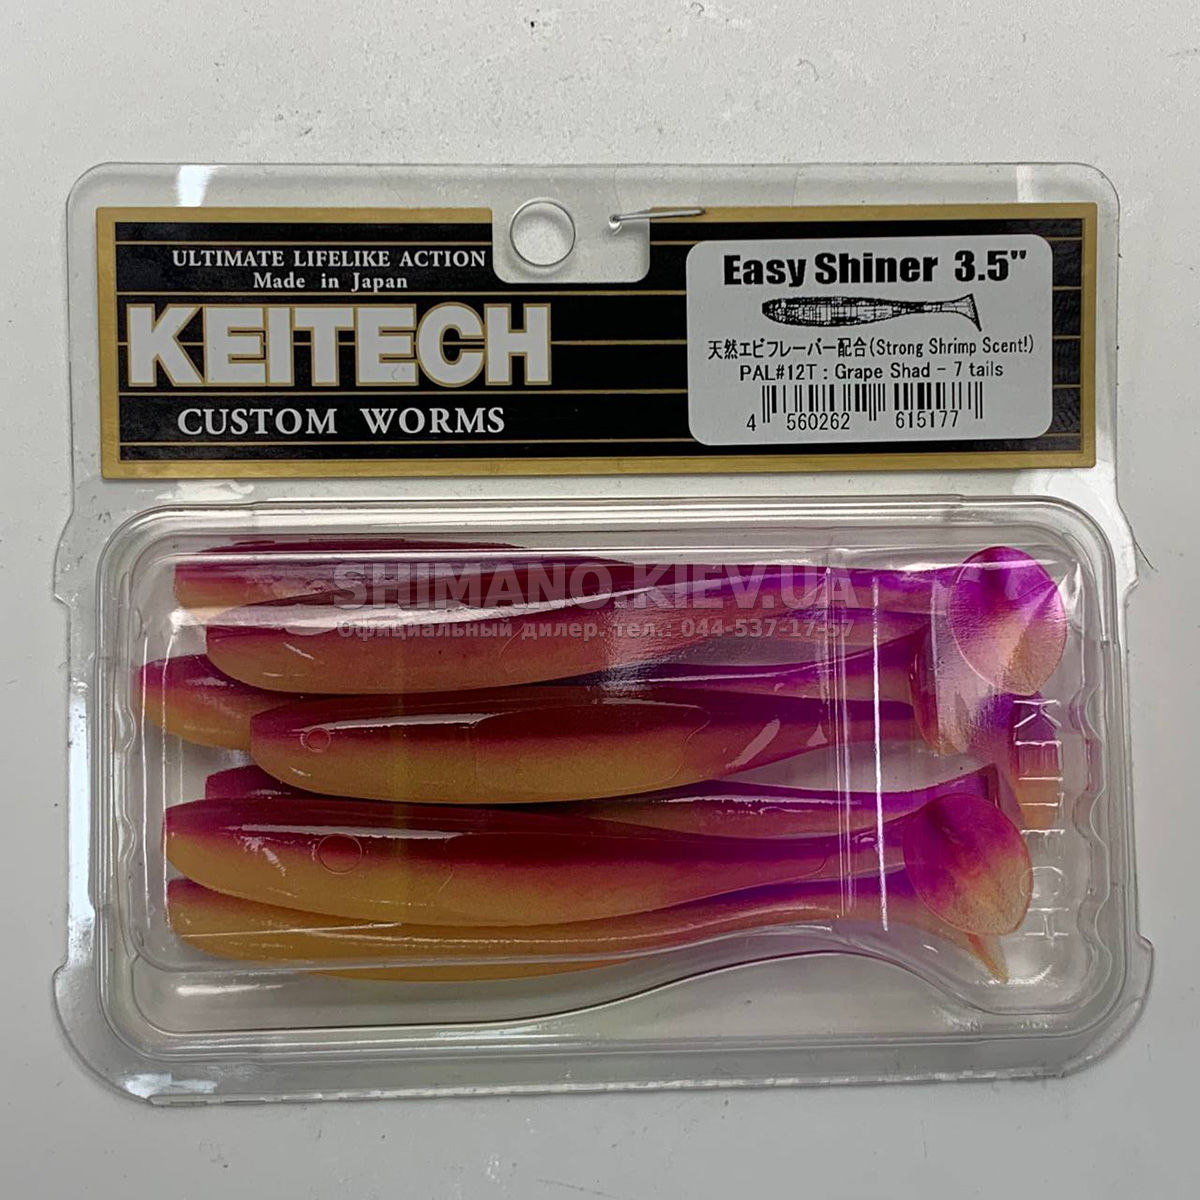 ULTIMATE LIFELIKE ACTION
Made in Japan
KEITECH
CUSTOM WORMS
Easy Shiner 3.5"
天然エビフレーバー配合(Strong Shrimp Scent!)
PAL#12T : Grape Shad - 7 tails
4 560262 615177
SHIMANO.KIEV.UA
Официальный дилер. тел.: 044-537-17-57
KEITECH